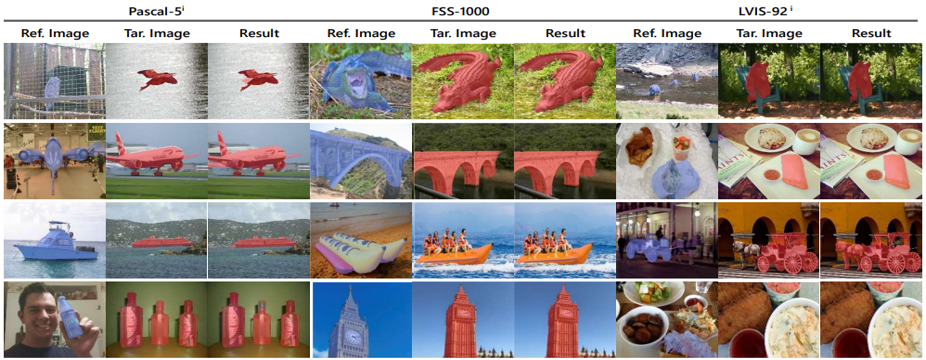 Pascal-5ⁱ FSS-1000 LVIS-92 ⁱ
Ref. Image Tar. Image Result Ref. Image Tar. Image Result Ref. Image Tar. Image Result